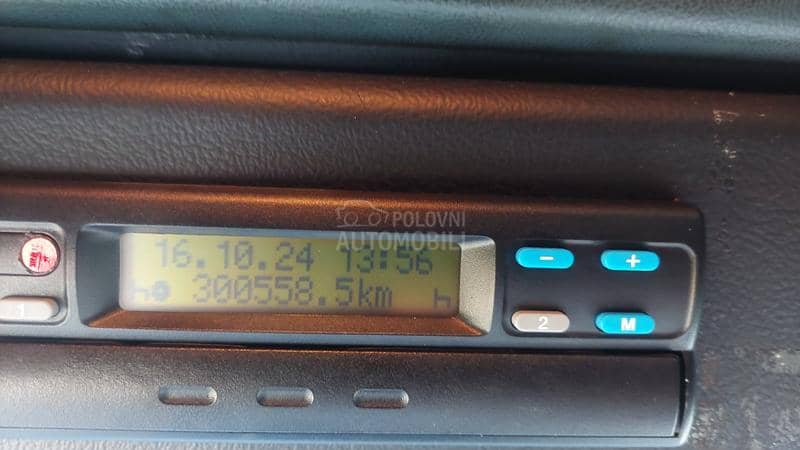 POLOVNI
AUTOMOBILI
16.10.24 13:56
300558.5km
- +
1 2 M